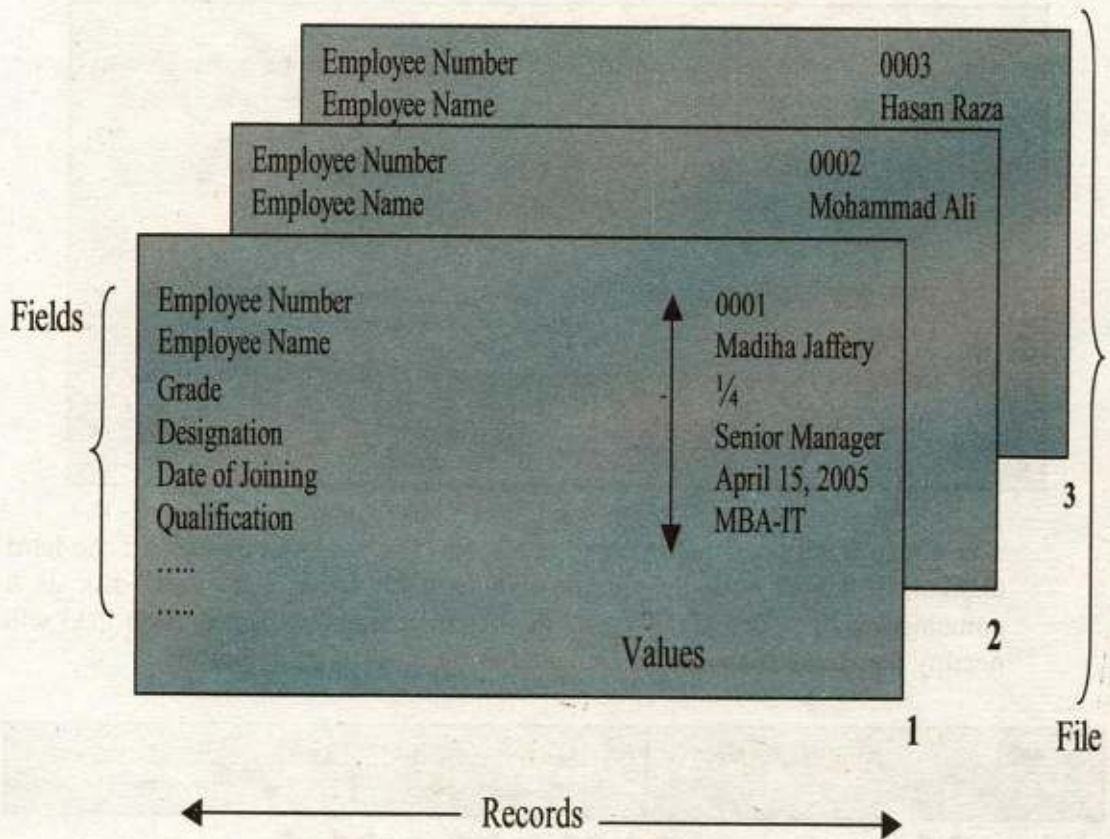 Employee Number 0003
Employee Name Hasan Raza
Employee Number 0002
Employee Name Mohammad Ali
Fields
Employee Number 0001
Employee Name Madiha Jaffery
Grade ¼
Designation Senior Manager
Date of Joining April 15, 2005
Qualification MBA-IT
.....
.....
Values
1
2
3
File
Records